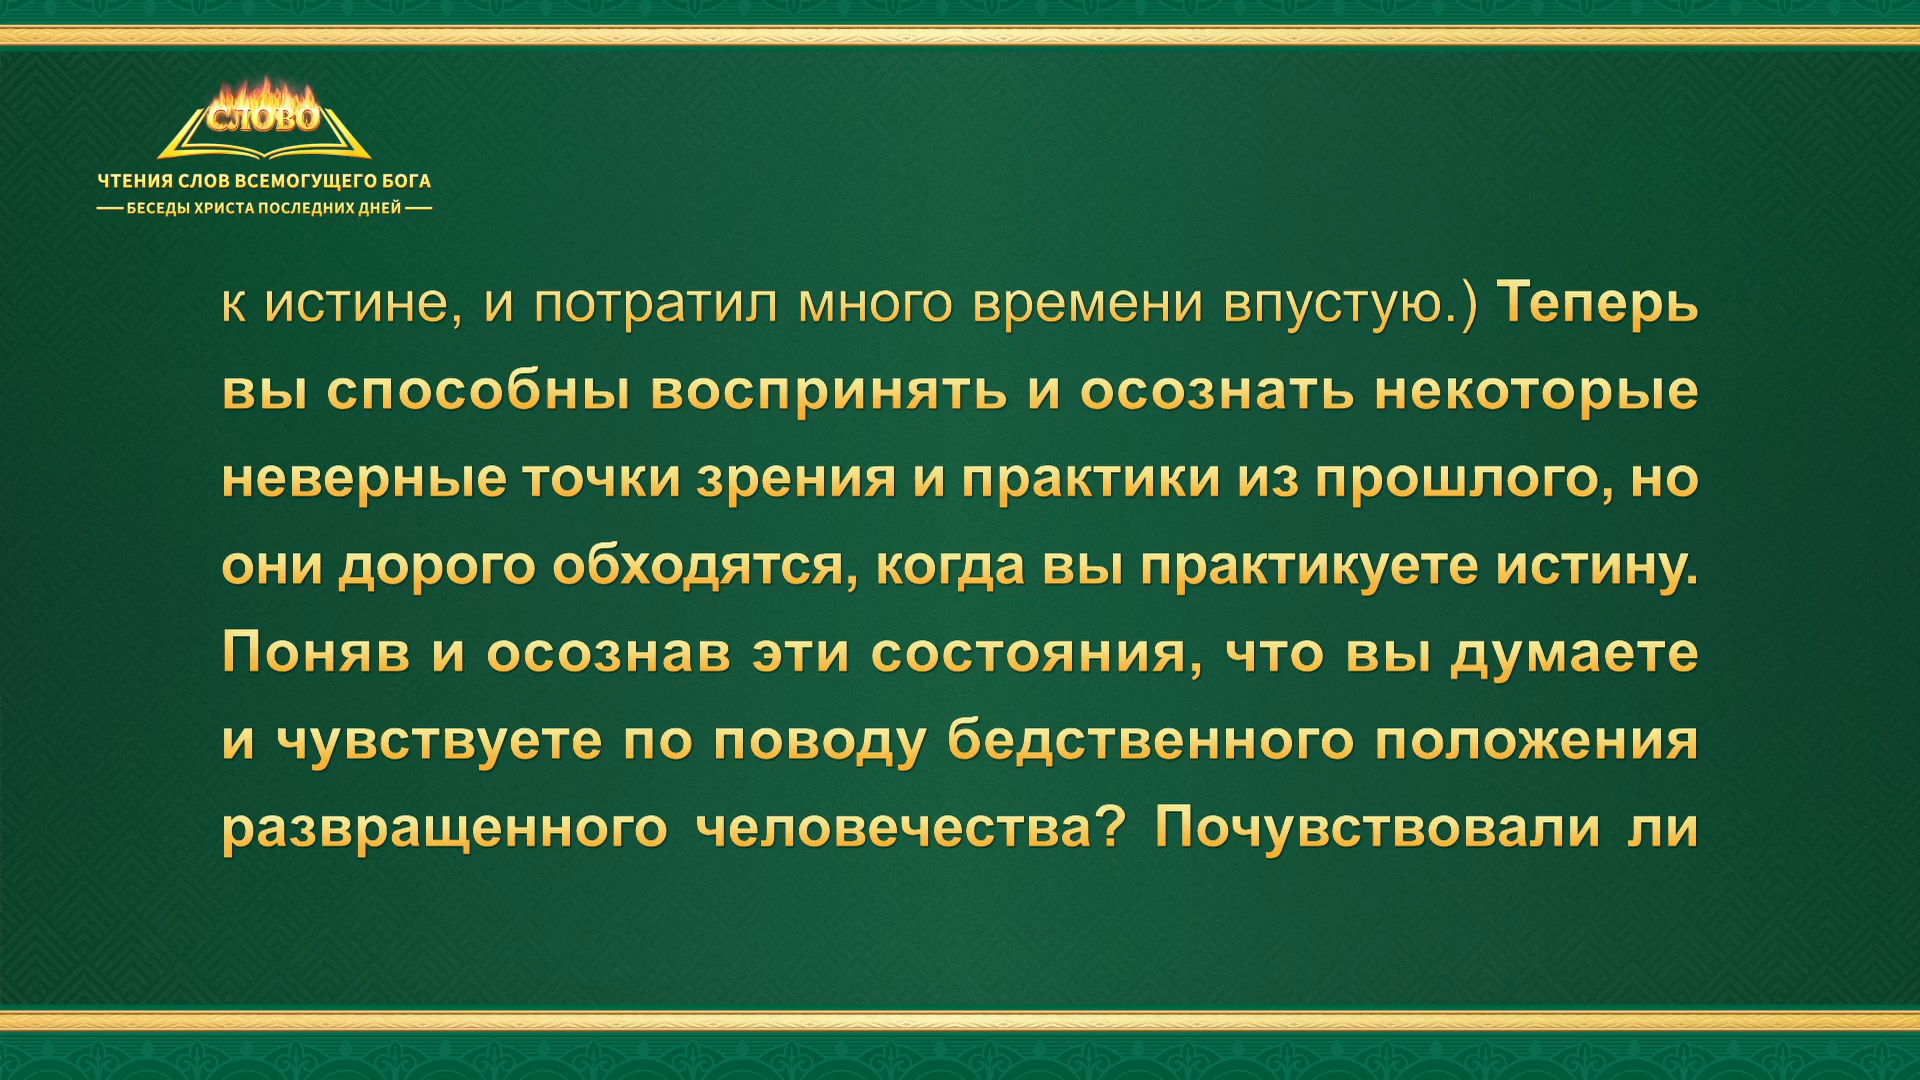 СЛОВО
ЧТЕНИЯ СЛОВ ВСЕМОГУЩЕГО БОГА
БЕСЕДЫ ХРИСТА ПОСЛЕДНИХ ДНЕЙ
к истине, и потратил много времени впустую.) Теперь
вы способны воспринять и осознать некоторые
неверные точки зрения и практики из прошлого, но
они дорого обходятся, когда вы практикуете истину.
Поняв и осознав эти состояния, что вы думаете
и чувствуете по поводу бедственного положения
развращенного человечества? Почувствовали ли